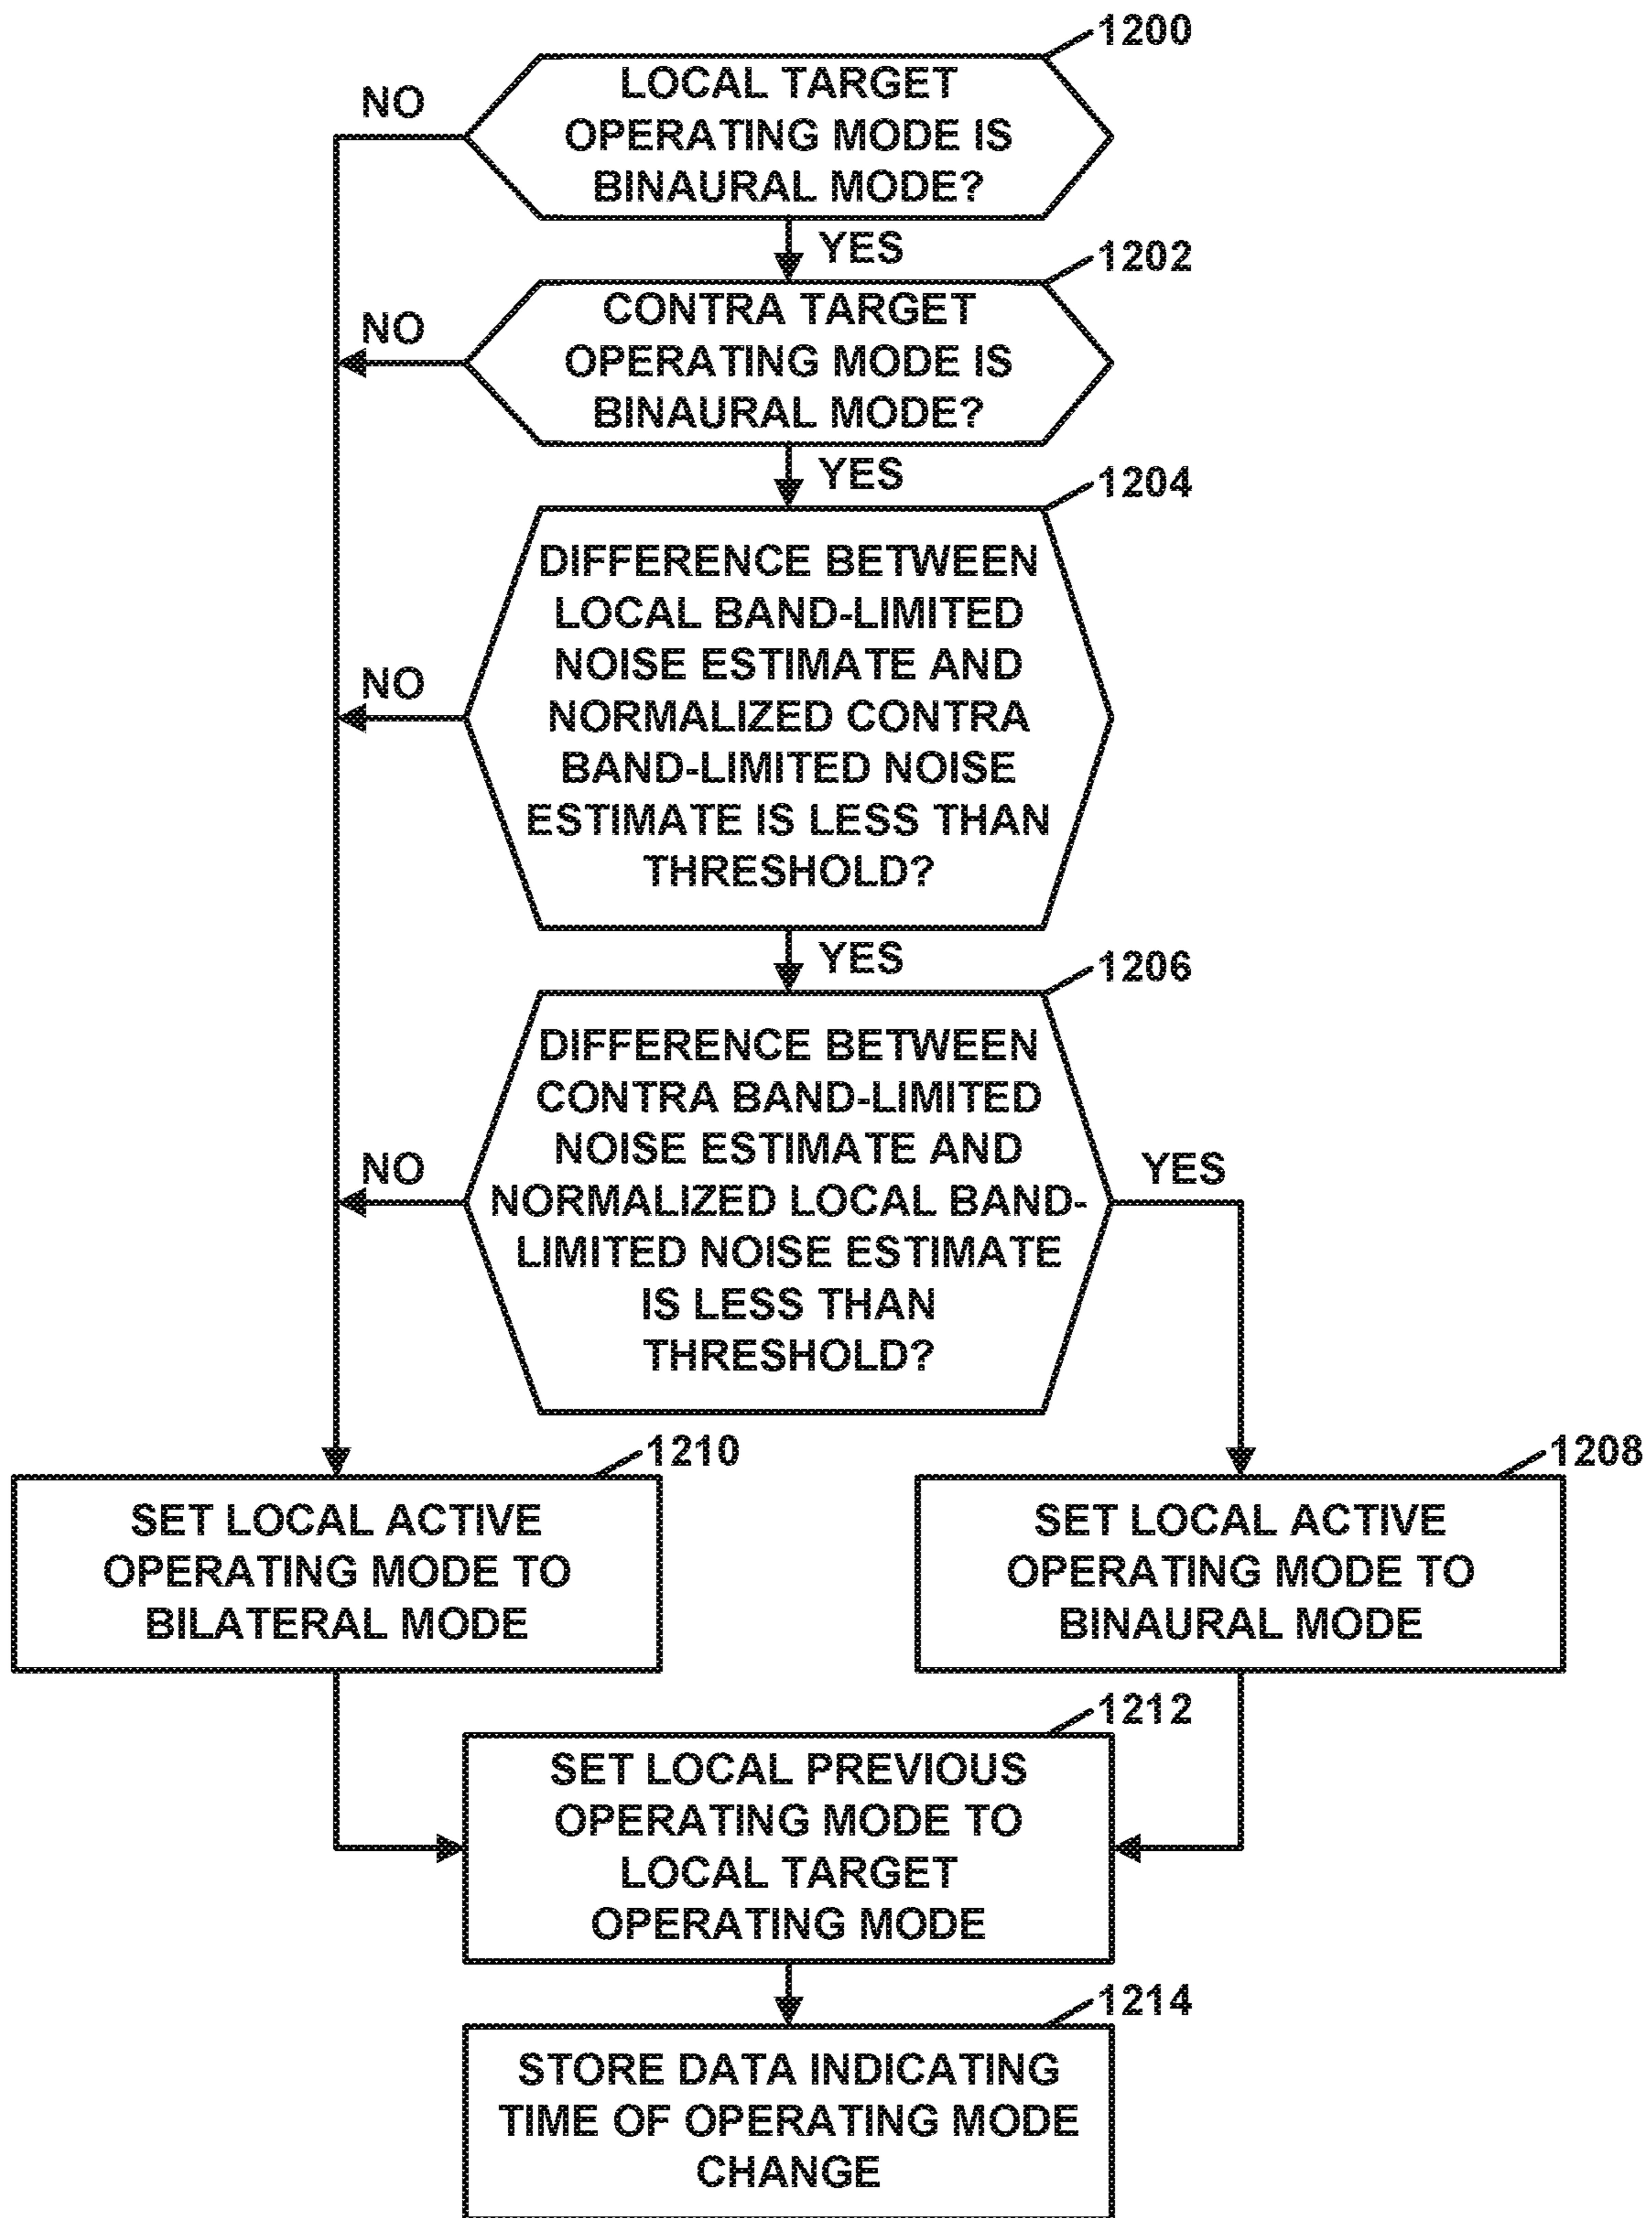 1200
LOCAL TARGET
OPERATING MODE IS
BINAURAL MODE?
NO
YES
1202
CONTRA TARGET
OPERATING MODE IS
BINAURAL MODE?
NO
YES
1204
DIFFERENCE BETWEEN
LOCAL BAND-LIMITED
NOISE ESTIMATE AND
NORMALIZED CONTRA
BAND-LIMITED NOISE
ESTIMATE IS LESS THAN
THRESHOLD?
NO
YES
1206
DIFFERENCE BETWEEN
CONTRA BAND-LIMITED
NOISE ESTIMATE AND
NORMALIZED LOCAL BAND-
LIMITED NOISE ESTIMATE
IS LESS THAN
THRESHOLD?
NO
YES
1210
SET LOCAL ACTIVE
OPERATING MODE TO
BILATERAL MODE
1208
SET LOCAL ACTIVE
OPERATING MODE TO
BINAURAL MODE
1212
SET LOCAL PREVIOUS
OPERATING MODE TO
LOCAL TARGET
OPERATING MODE
1214
STORE DATA INDICATING
TIME OF OPERATING MODE
CHANGE